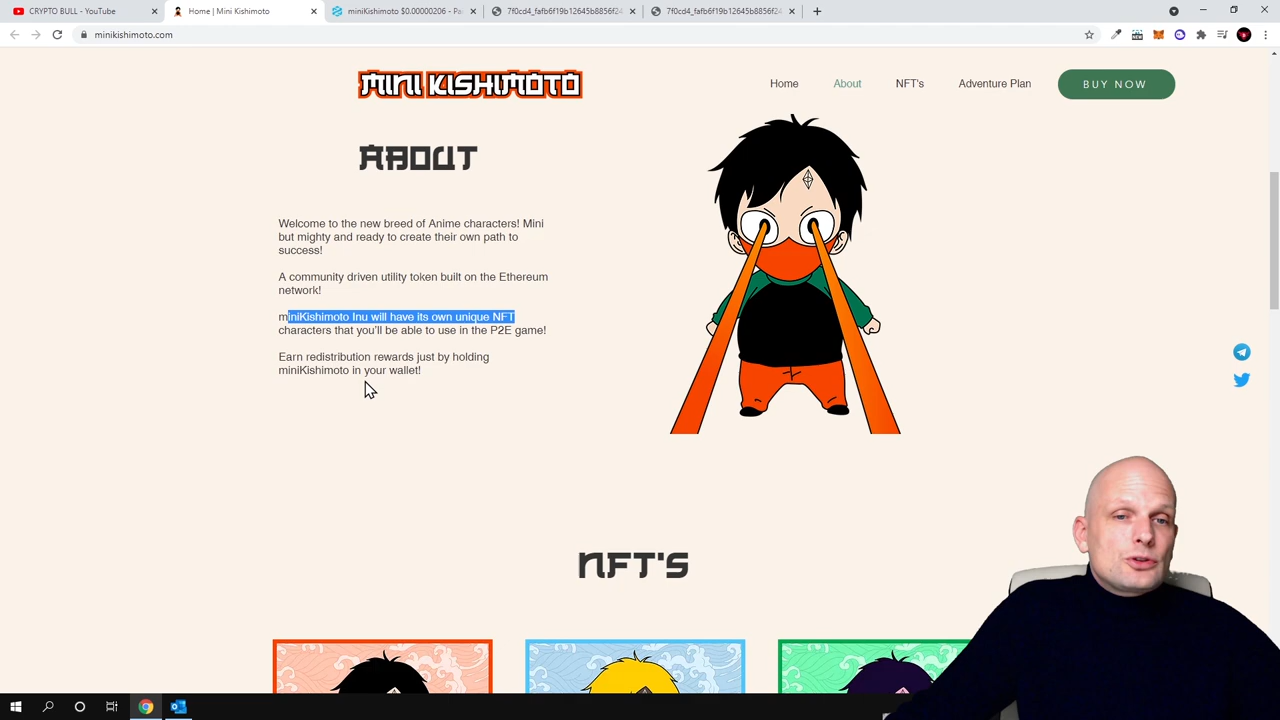 CRYPTO BULL - YouTube
Home | Mini Kishimoto
miniKishimoto $0.00000206 - Pa
7f0cd4_fafb6f19b12645b8856f24
7f0cd4_fafb6f19b12645b8856f24
minikishimoto.com
MINI KISHIMOTO
Home
About
NFT's
Adventure Plan
BUY NOW
ABOUT
Welcome to the new breed of Anime characters! Mini
but mighty and ready to create their own path to
success!
A community driven utility token built on the Ethereum
network!
miniKishimoto Inu will have its own unique NFT
characters that you'll be able to use in the P2E game!
Earn redistribution rewards just by holding
miniKishimoto in your wallet!
NFT'S